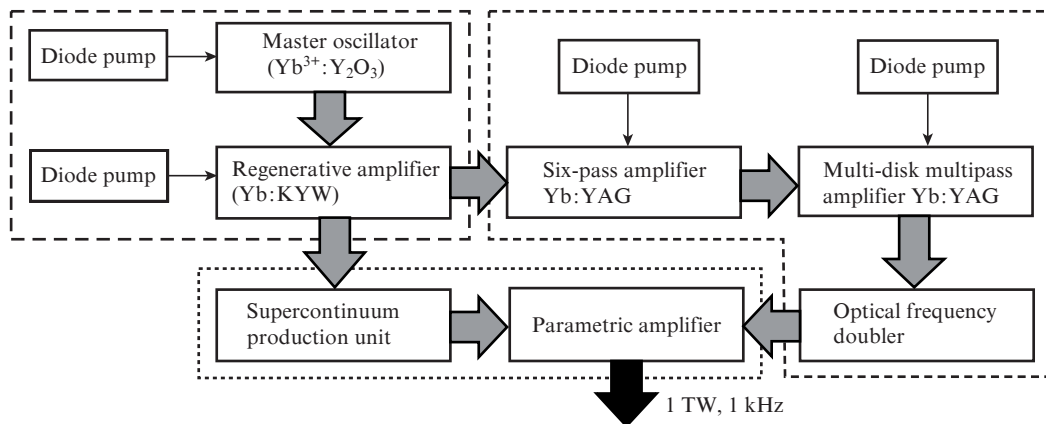 Diode pump
Master oscillator
(Yb³⁺:Y₂O₃)
Diode pump
Diode pump
Diode pump
Regenerative amplifier
(Yb:KYW)
Six-pass amplifier
Yb:YAG
Multi-disk multipass
amplifier Yb:YAG
Supercontinuum
production unit
Parametric amplifier
Optical frequency
doubler
1 TW, 1 kHz